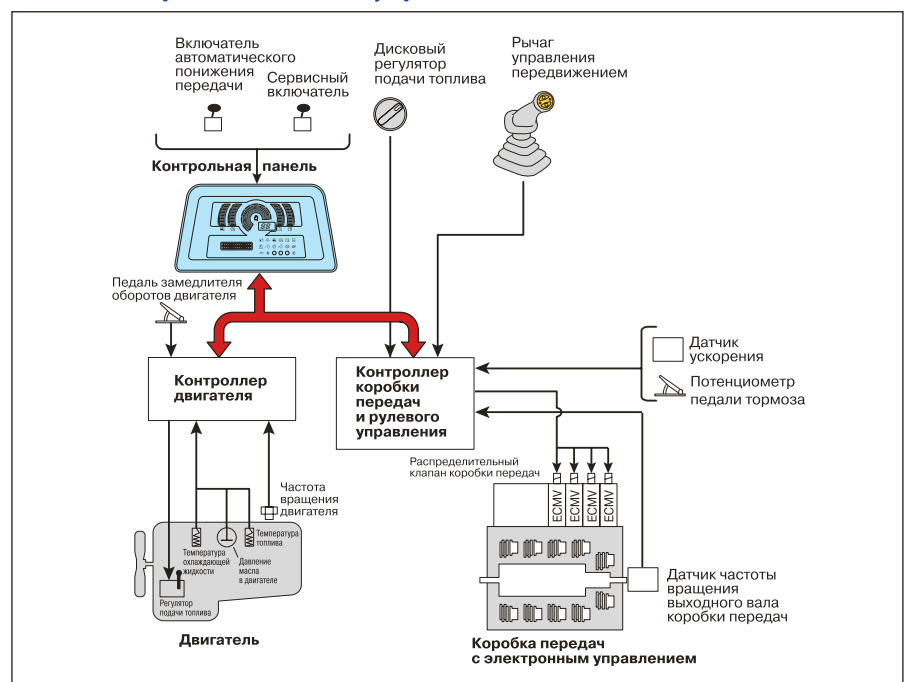 Включатель
автоматического
понижения
передачи
Сервисный
включатель
Дисковый
регулятор
подачи топлива
Рычаг
управления
передвижением
Контрольная панель
Педаль замедлителя
оборотов двигателя
Контроллер
двигателя
Контроллер
коробки
передач
и рулевого
управления
Датчик
ускорения
Потенциометр
педали тормоза
Распределительный
клапан коробки передач
ECMV
ECMV
ECMV
ECMV
Частота
вращения
двигателя
Температура
топлива
Температура
охлаждающей
жидкости
Давление
масла
в двигателе
Регулятор
подачи топлива
Двигатель
Датчик частоты
вращения
выходного вала
коробки передач
Коробка передач
с электронным управлением